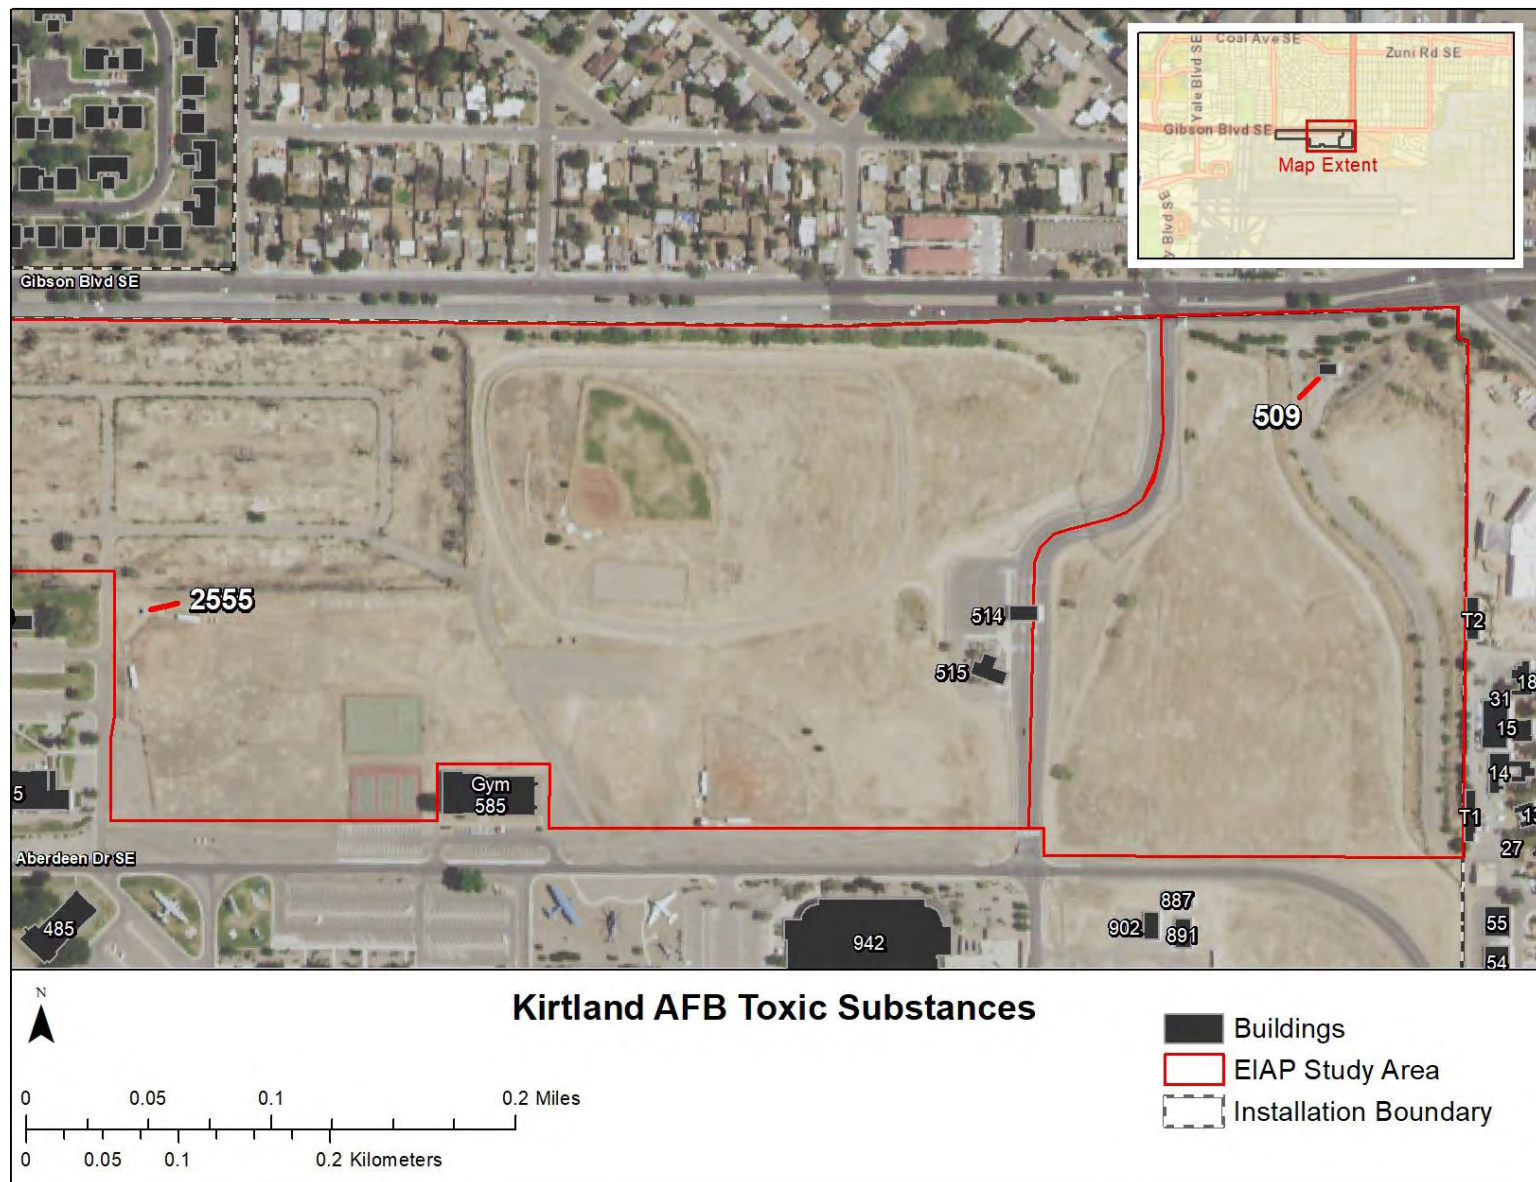 Coal Ave SE
Zuni Rd SE
Yale Blvd SE
Gibson Blvd SE
Map Extent
y Blvd SE
Gibson Blvd SE
509
2555
514
T2
515
18
31
15
14
Gym
585
5
T1
13
27
Aberdeen Dr SE
887
902
891
485
942
55
54
N
Kirtland AFB Toxic Substances
Buildings
EIAP Study Area
Installation Boundary
0 0.05 0.1 0.2 Miles
0 0.05 0.1 0.2 Kilometers